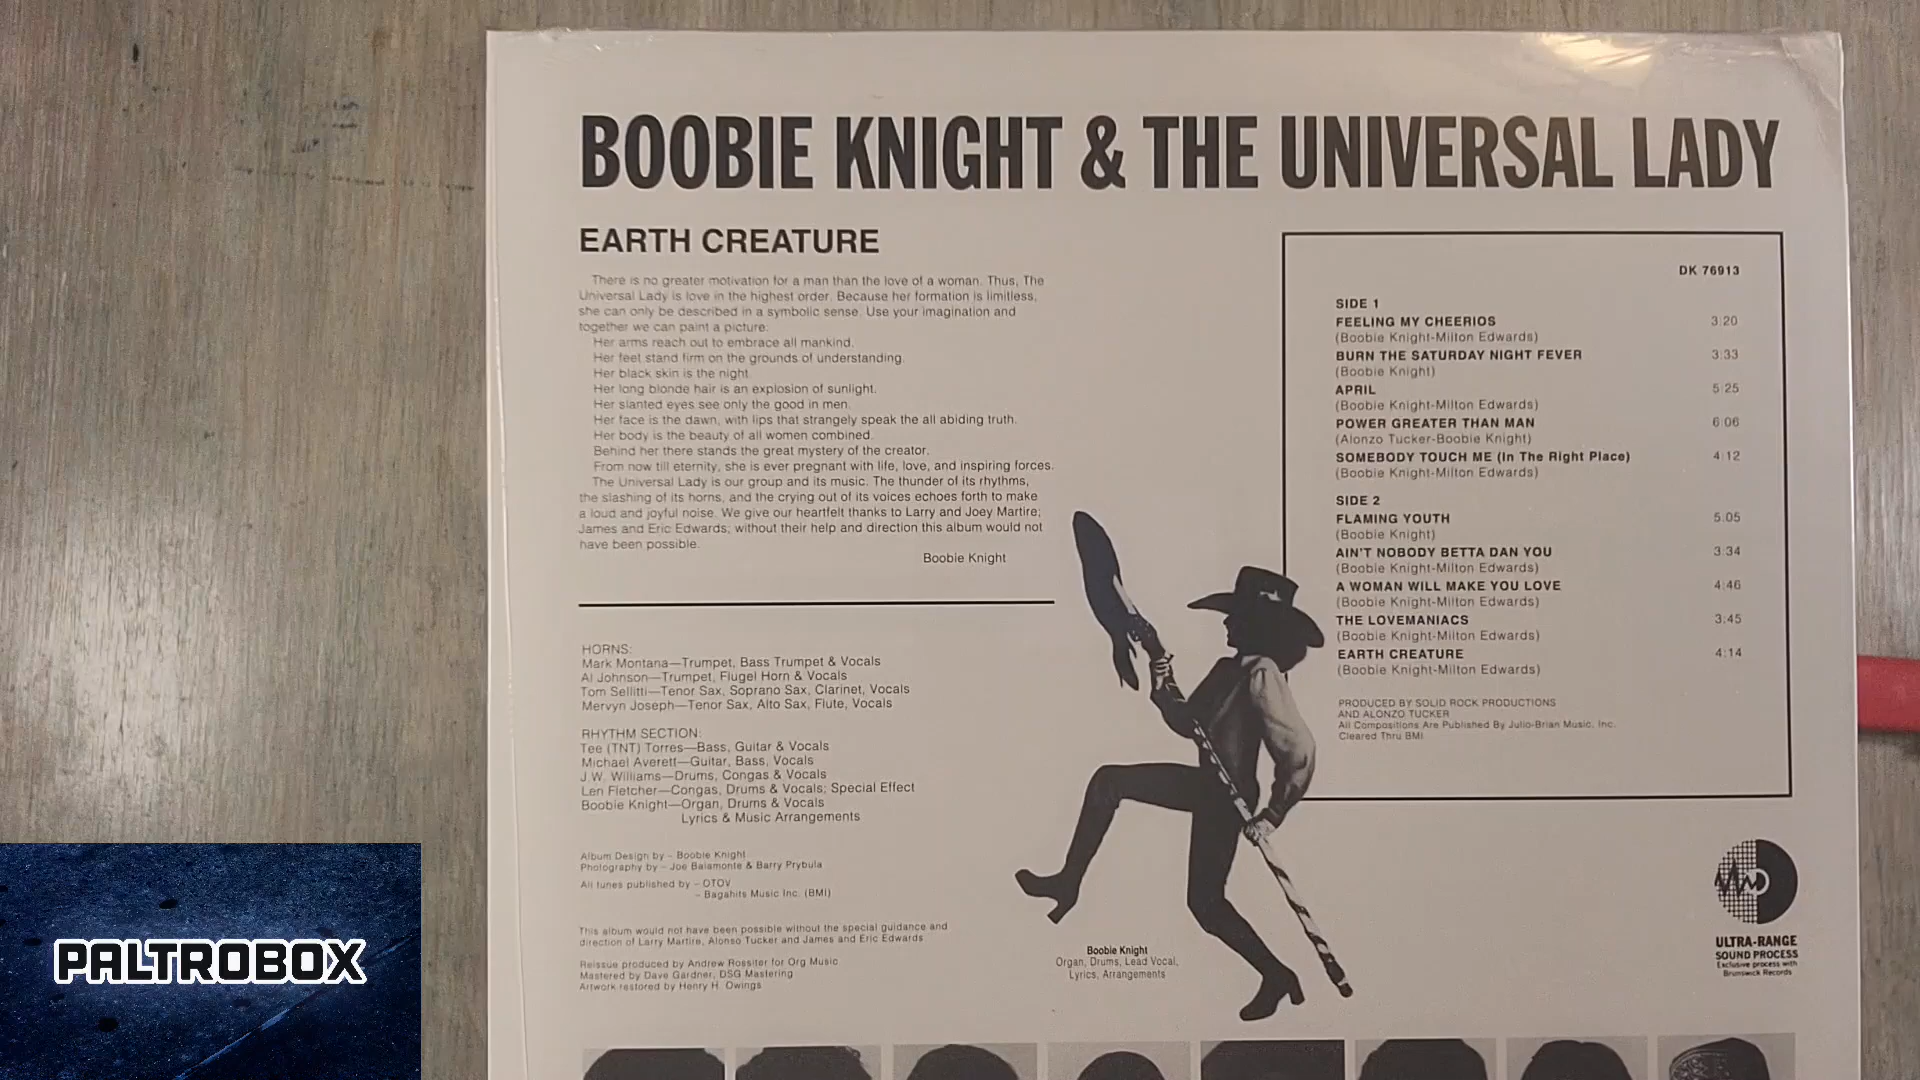 BOOBIE KNIGHT & THE UNIVERSAL LADY
EARTH CREATURE
There is no greater motivation for a man than the love of a woman. Thus, The
Universal Lady is love in the highest order. Because her formation is limitless,
she can only be described in a symbolic sense. Use your imagination and
together we can paint a picture:
Her arms reach out to embrace all mankind.
Her feet stand firm on the grounds of understanding.
Her black skin is the night.
Her long blonde hair is an explosion of sunlight.
Her slanted eyes see only the good in men.
Her face is the dawn, with lips that strangely speak the all abiding truth.
Her body is the beauty of all women combined.
Behind her there stands the great mystery of the creator.
From now till eternity, she is ever pregnant with life, love, and inspiring forces.
The Universal Lady is our group and its music. The thunder of its rhythms,
the slashing of its horns, and the crying out of its voices echoes forth to make
a loud and joyful noise. We give our heartfelt thanks to Larry and Joey Martire;
James and Eric Edwards; without their help and direction this album would not
have been possible.
Boobie Knight
HORNS:
Mark Montana—Trumpet, Bass Trumpet & Vocals
Al Johnson—Trumpet, Flugel Horn & Vocals
Tom Sellitti—Tenor Sax, Soprano Sax, Clarinet, Vocals
Mervyn Joseph—Tenor Sax, Alto Sax, Flute, Vocals
RHYTHM SECTION:
Tee (TNT) Torres—Bass, Guitar & Vocals
Michael Averett—Guitar, Bass, Vocals
J.W. Williams—Drums, Congas & Vocals
Len Fletcher—Congas, Drums & Vocals; Special Effect
Boobie Knight—Organ, Drums & Vocals
Lyrics & Music Arrangements
Album Design by – Boobie Knight
Photography by – Joe Balamonte & Barry Prybula
All tunes published by – OTOV
– Bagahits Music Inc. (BMI)
This album would not have been possible without the special guidance and
direction of Larry Martire, Alonso Tucker and James and Eric Edwards
Reissue produced by Andrew Rossiter for Org Music
Mastered by Dave Gardner, DSG Mastering
Artwork restored by Henry H. Owings
Boobie Knight
Organ, Drums, Lead Vocal,
Lyrics, Arrangements
DK 76913
SIDE 1
FEELING MY CHEERIOS 3:20
(Boobie Knight-Milton Edwards)
BURN THE SATURDAY NIGHT FEVER 3:33
(Boobie Knight)
APRIL 5:25
(Boobie Knight-Milton Edwards)
POWER GREATER THAN MAN 6:06
(Alonzo Tucker-Boobie Knight)
SOMEBODY TOUCH ME (In The Right Place) 4:12
(Boobie Knight-Milton Edwards)
SIDE 2
FLAMING YOUTH 5:05
(Boobie Knight)
AIN'T NOBODY BETTA DAN YOU 3:34
(Boobie Knight-Milton Edwards)
A WOMAN WILL MAKE YOU LOVE 4:46
(Boobie Knight-Milton Edwards)
THE LOVEMANIACS 3:45
(Boobie Knight-Milton Edwards)
EARTH CREATURE 4:14
(Boobie Knight-Milton Edwards)
PRODUCED BY SOLID ROCK PRODUCTIONS
AND ALONZO TUCKER
All Compositions Are Published By Julio-Brian Music, Inc.
Cleared Thru BMI
ULTRA-RANGE
SOUND PROCESS
Exclusive process with
Brunswick Records
PALTROBOX